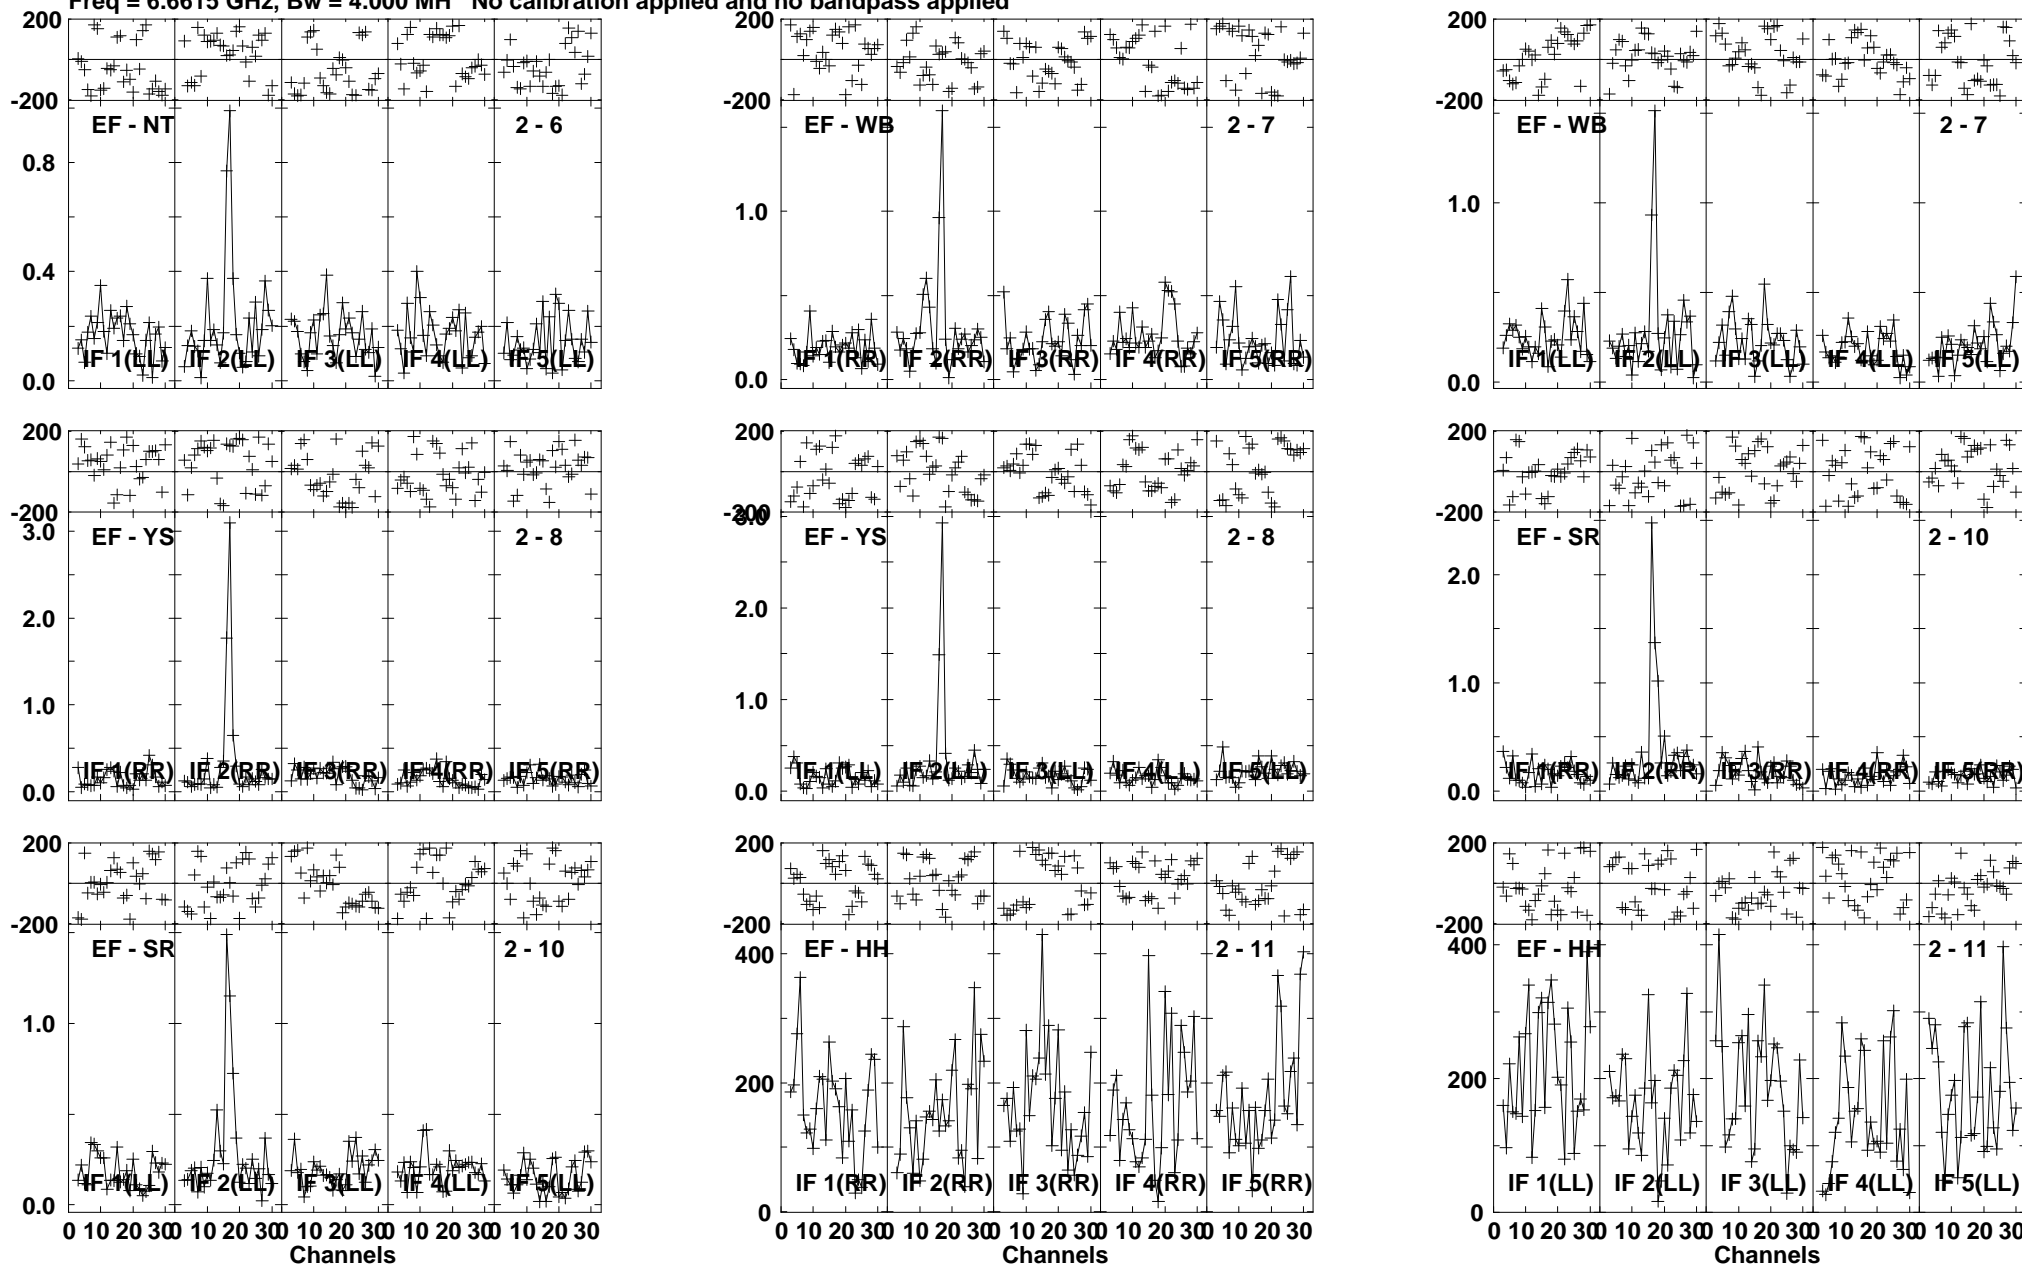 Freq = 6.6615 GHz, Bw = 4.000 MH No calibration applied and no bandpass applied
200 200 200
-200 -200 -200
EF - NT 2 - 6 EF - WB 2 - 7 EF - WB 2 - 7
0.8
1.0 1.0
0.4
IF 1(LL) IF 2(LL) IF 3(LL) IF 4(LL) IF 5(LL) IF 1(RR) IF 2(RR) IF 3(RR) IF 4(RR) IF 5(RR) IF 1(LL) IF 2(LL) IF 3(LL) IF 4(LL) IF 5(LL)
0.0 0.0 0.0
200 200 200
-200 -200 -200
3.0 3.0
EF - YS 2 - 8 EF - YS 2 - 8 EF - SR 2 - 10
2.0 2.0 2.0
1.0 1.0 1.0
IF 1(RR) IF 2(RR) IF 3(RR) IF 4(RR) IF 5(RR) IF 1(LL) IF 2(LL) IF 3(LL) IF 4(LL) IF 5(LL) IF 1(RR) IF 2(RR) IF 3(RR) IF 4(RR) IF 5(RR)
0.0 0.0 0.0
200 200 200
-200 -200 -200
EF - SR 2 - 10 EF - HH 2 - 11 EF - HH 2 - 11
400 400
1.0
200 200
IF 1(LL) IF 2(LL) IF 3(LL) IF 4(LL) IF 5(LL) IF 1(RR) IF 2(RR) IF 3(RR) IF 4(RR) IF 5(RR) IF 1(LL) IF 2(LL) IF 3(LL) IF 4(LL) IF 5(LL)
0.0 0 0
0 10 20 30 0 10 20 30 0 10 20 30 0 10 20 30 0 10 20 30 0 10 20 30 0 10 20 30 0 10 20 30 0 10 20 30 0 10 20 30 0 10 20 30 0 10 20 30 0 10 20 30 0 10 20 30 0 10 20 30
Channels Channels Channels